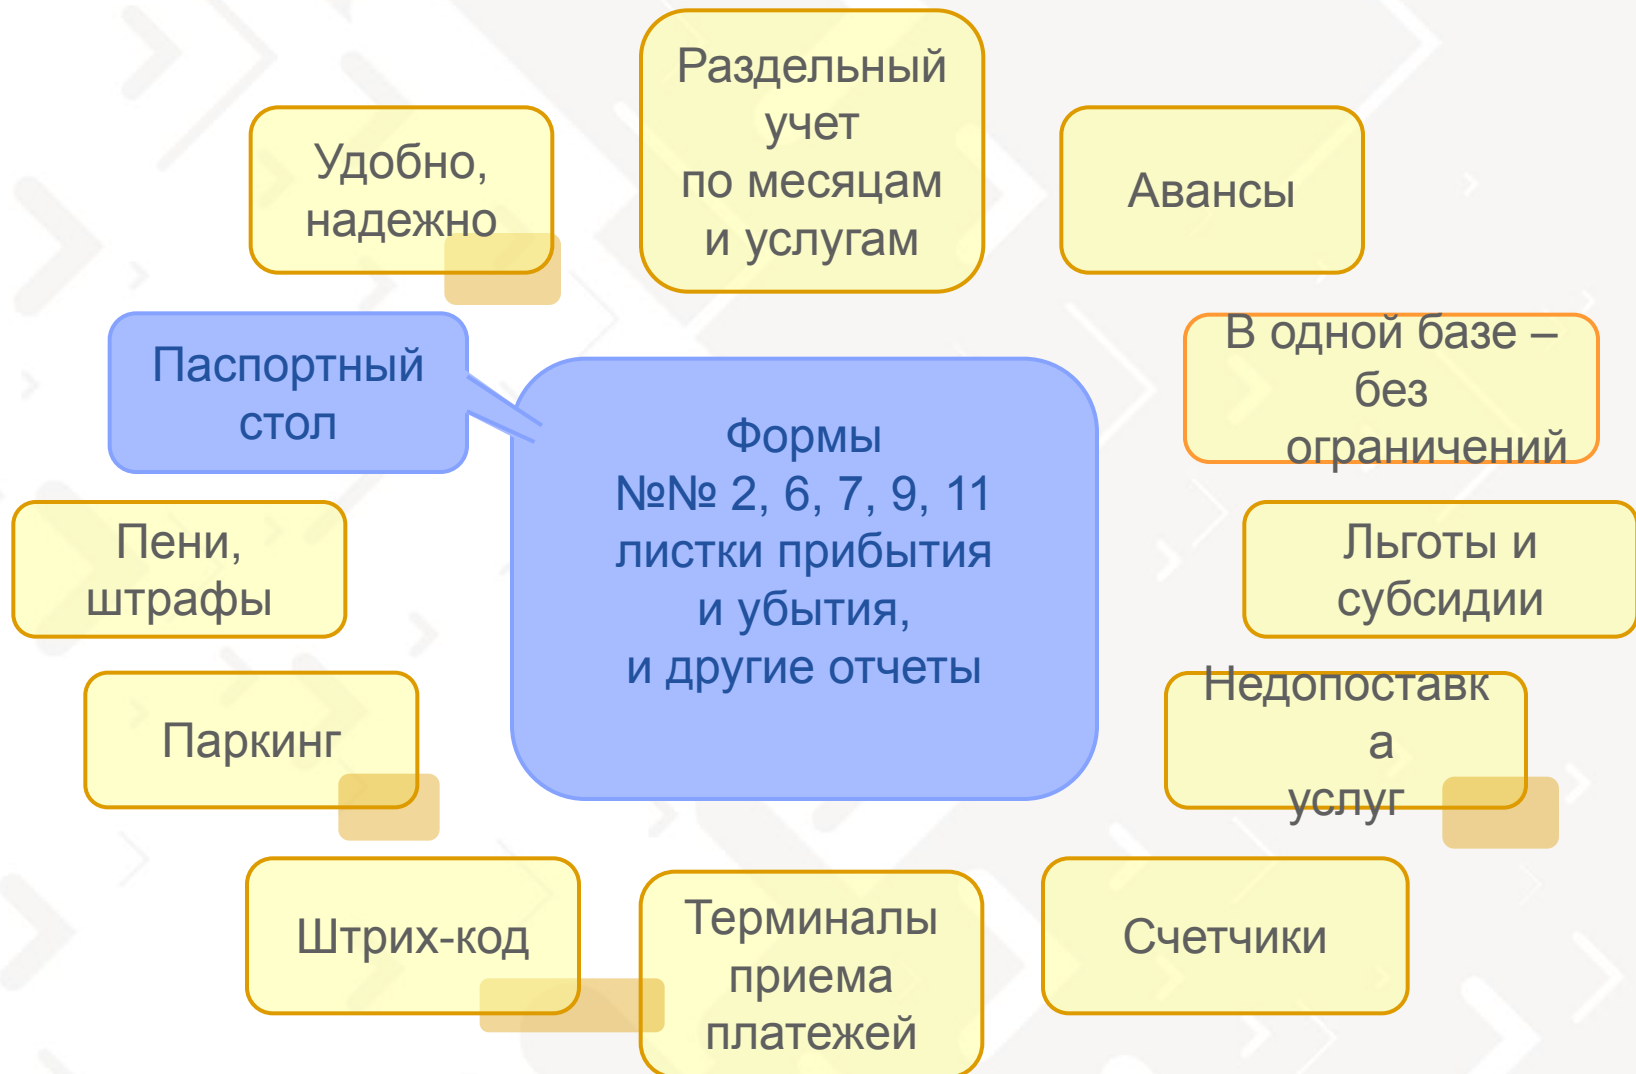 Раздельный
учет
по месяцам
и услугам
Удобно,
надежно
Авансы
Паспортный
стол
В одной базе –
без
ограничений
Формы
№№ 2, 6, 7, 9, 11
листки прибытия
и убытия,
и другие отчеты
Пени,
штрафы
Льготы и
субсидии
Паркинг
Недопоставк
а
услуг
Штрих-код
Терминалы
приема
платежей
Счетчики